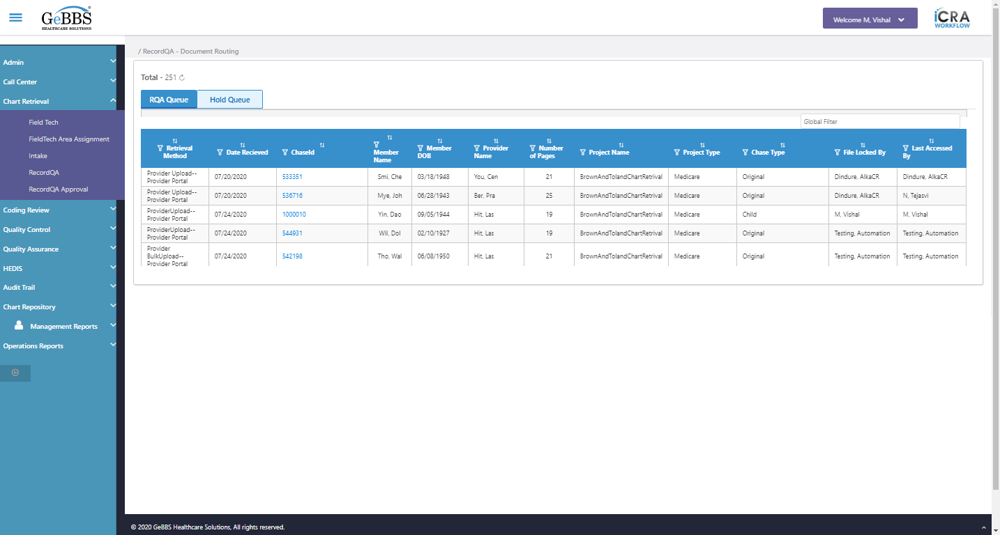 GeBBS
HEALTHCARE SOLUTIONS
Welcome M, Vishal
iCRA
WORKFLOW
Admin
Call Center
Chart Retrieval
Field Tech
FieldTech Area Assignment
Intake
RecordQA
RecordQA Approval
Coding Review
Quality Control
Quality Assurance
HEDIS
Audit Trail
Chart Repository
Management Reports
Operations Reports
/ RecordQA - Document Routing
Total - 251
RQA Queue Hold Queue
Global Filter
Retrieval Method Date Recieved ChaseId Member Name Member DOB Provider Name Number of Pages Project Name Project Type Chase Type File Locked By Last Accessed By
Provider Upload--Provider Portal 07/20/2020 533351 Smi, Che 03/18/1948 You, Cen 21 BrownAndTolandChartRetrival Medicare Original Dindure, AlkaCR Dindure, AlkaCR
Provider Upload--Provider Portal 07/20/2020 536716 Mye, Joh 06/28/1943 Ber, Pra 25 BrownAndTolandChartRetrival Medicare Original Dindure, AlkaCR N, Tejasvi
ProviderUpload--Provider Portal 07/24/2020 1000010 Yin, Dao 09/05/1944 Hit, Las 19 BrownAndTolandChartRetrival Medicare Child M, Vishal M, Vishal
ProviderUpload--Provider Portal 07/24/2020 544931 Wil, Dol 02/10/1927 Hit, Las 19 BrownAndTolandChartRetrival Medicare Original Testing, Automation Testing, Automation
Provider BulkUpload--Provider Portal 07/24/2020 542198 Tho, Wal 06/08/1950 Hit, Las 21 BrownAndTolandChartRetrival Medicare Original Testing, Automation Testing, Automation
© 2020 GeBBS Healthcare Solutions, All rights reserved.